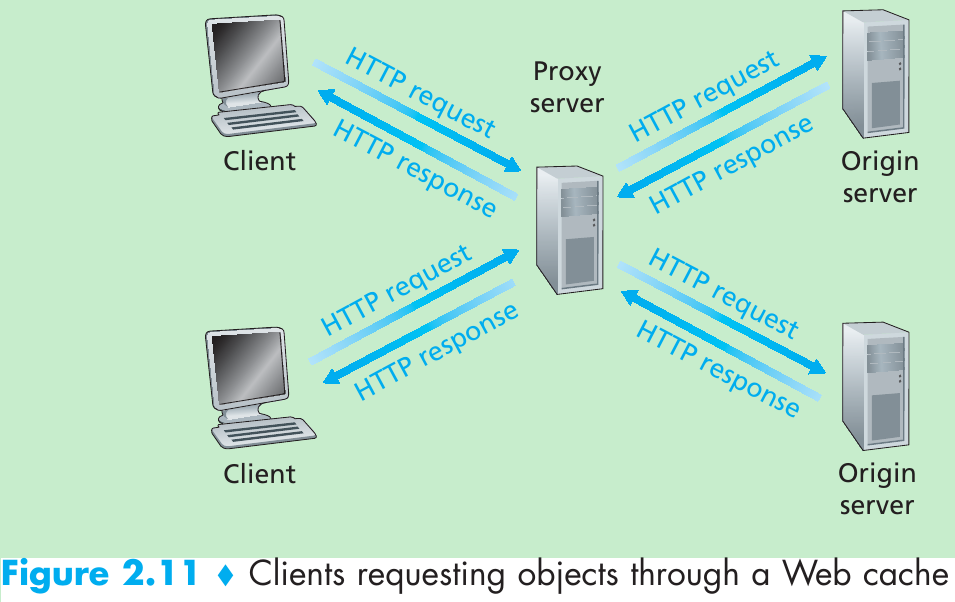 HTTP request
HTTP response
Client
Proxy
server
HTTP request
HTTP response
Origin
server
HTTP request
HTTP response
Client
HTTP request
HTTP response
Origin
server
Figure 2.11 ♦ Clients requesting objects through a Web cache